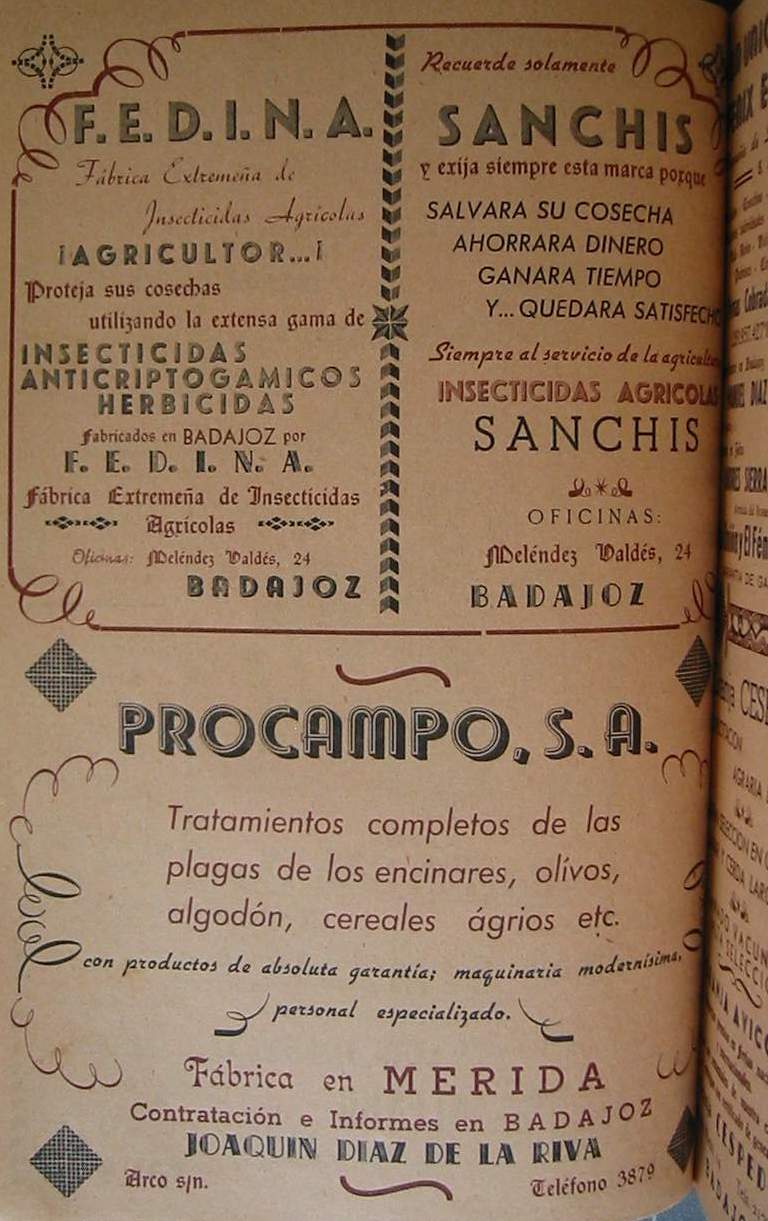 F. E. D. I. N. A.
Fábrica Extremeña de
Insecticidas Agrícolas
¡AGRICULTOR...¡
Proteja sus cosechas
utilizando la extensa gama de
INSECTICIDAS
ANTICRIPTOGAMICOS
HERBICIDAS
Fabricados en BADAJOZ por
F. E. D. I. N. A.
Fábrica Extremeña de Insecticidas
Agrícolas
Oficinas: Meléndez Valdés, 24
BADAJOZ
Recuerde solamente
SANCHIS
y exija siempre esta marca porque
SALVARA SU COSECHA
AHORRARA DINERO
GANARA TIEMPO
Y... QUEDARA SATISFECHO
Siempre al servicio de la agricultura
INSECTICIDAS AGRICOLAS
SANCHIS
OFICINAS:
Meléndez Valdés, 24
BADAJOZ
PROCAMPO, S. A.
Tratamientos completos de las
plagas de los encinares, olívos,
algodón, cereales ágrios etc.
con productos de absoluta garantía; maquinaria modernísima,
personal especializado.
Fábrica en MERIDA
Contratación e Informes en BADAJOZ
JOAQUIN DIAZ DE LA RIVA
Arco s/n. Teléfono 3879